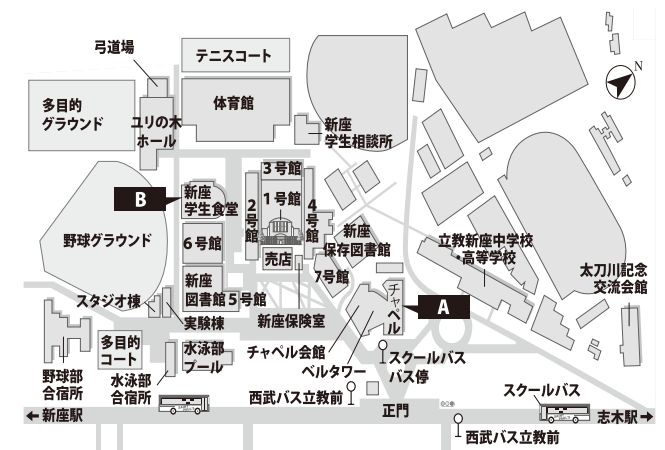 弓道場
テニスコート
多目的
グラウンド
ユリの木
ホール
体育館
新座
学生相談所
N
B
新座
学生食堂
3号館
1号館
2号館
4号館
野球グラウンド
6号館
売店
新座
保存図書館
7号館
立教新座中学校
高等学校
太刀川記念
交流会館
新座
図書館
5号館
スタジオ棟
実験棟
新座保険室
チャペル
A
多目的
コート
水泳部
プール
チャペル会館
ベルタワー
スクールバス
バス停
野球部
合宿所
水泳部
合宿所
西武バス立教前
スクールバス
←新座駅
正門
志木駅→
西武バス立教前